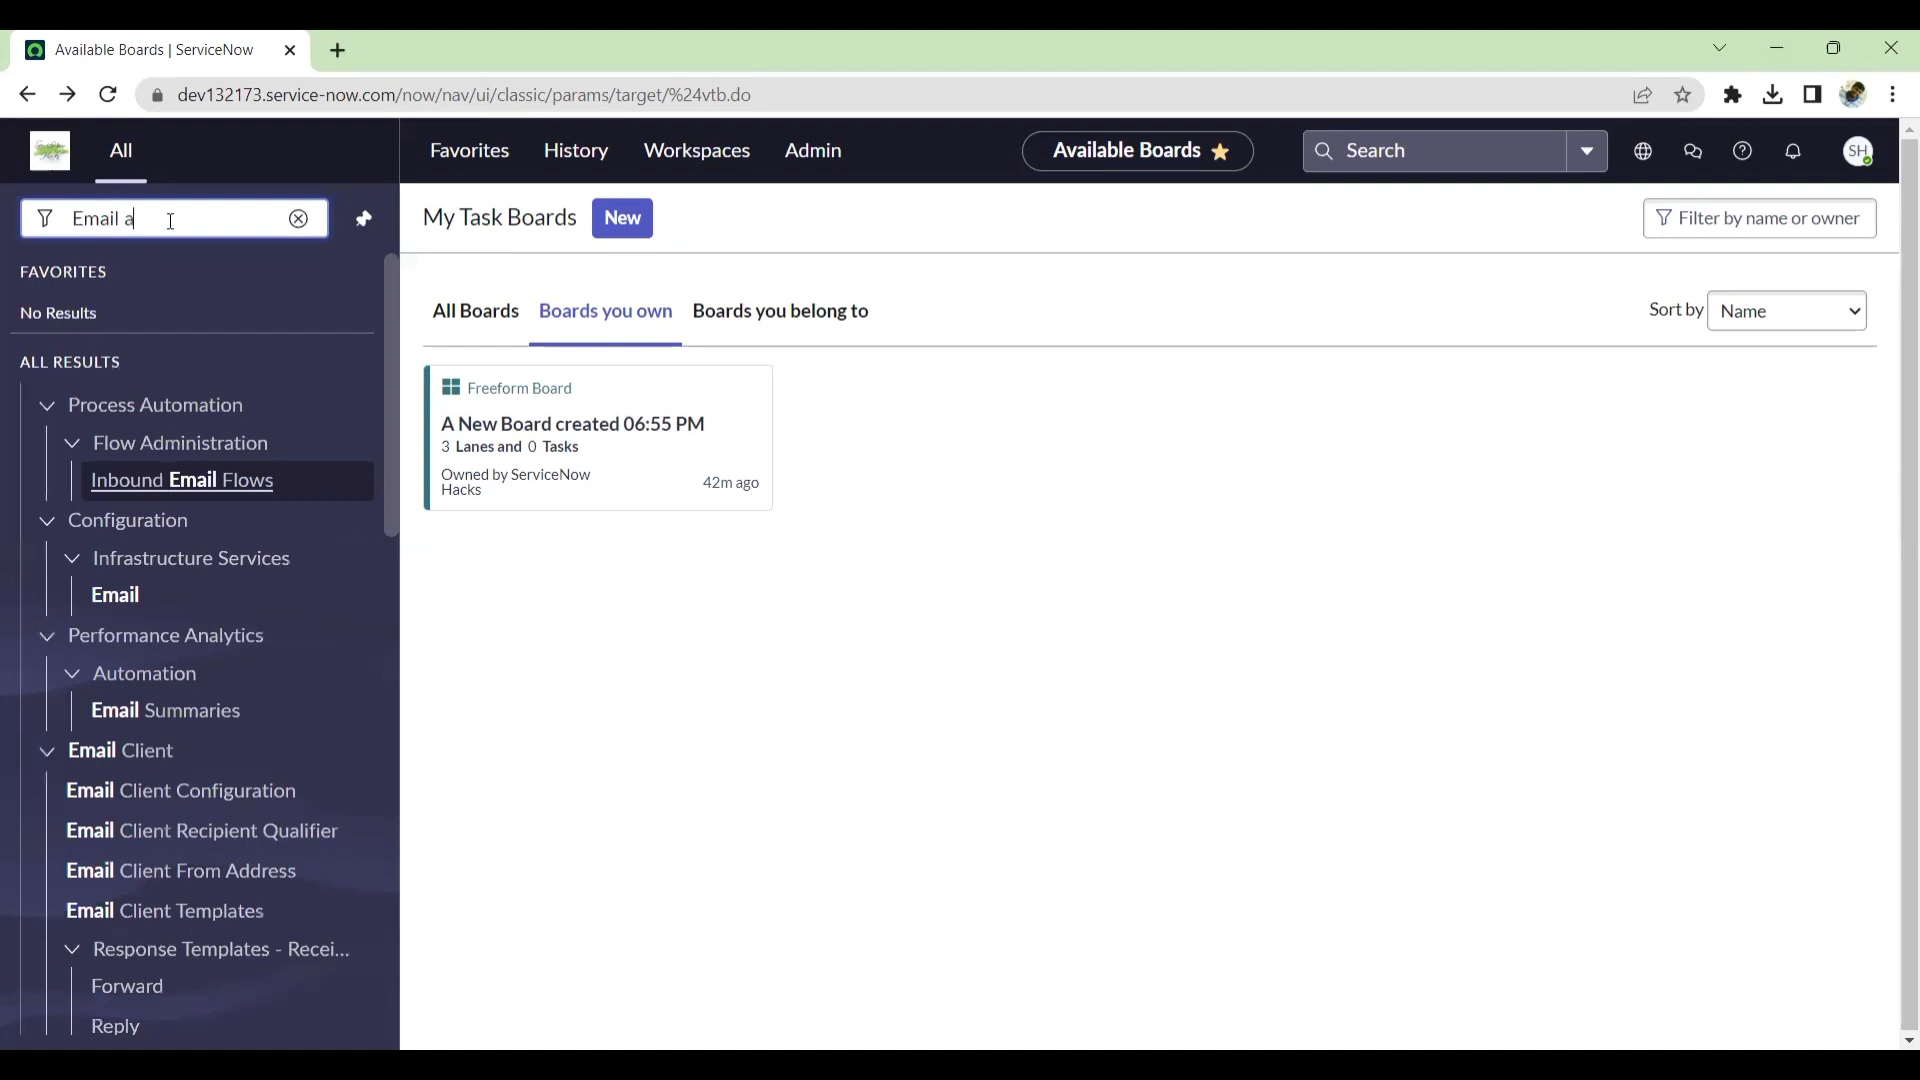 Available Boards | ServiceNow
dev132173.service-now.com/now/nav/ui/classic/params/target/%24vtb.do
All
Favorites
History
Workspaces
Admin
Available Boards
Search
SH
Email a
FAVORITES
No Results
ALL RESULTS
Process Automation
Flow Administration
Inbound Email Flows
Configuration
Infrastructure Services
Email
Performance Analytics
Automation
Email Summaries
Email Client
Email Client Configuration
Email Client Recipient Qualifier
Email Client From Address
Email Client Templates
Response Templates - Recei...
Forward
Reply
My Task Boards
New
Filter by name or owner
All Boards
Boards you own
Boards you belong to
Sort by
Name
Freeform Board
A New Board created 06:55 PM
3 Lanes and 0 Tasks
Owned by ServiceNow
Hacks
42m ago